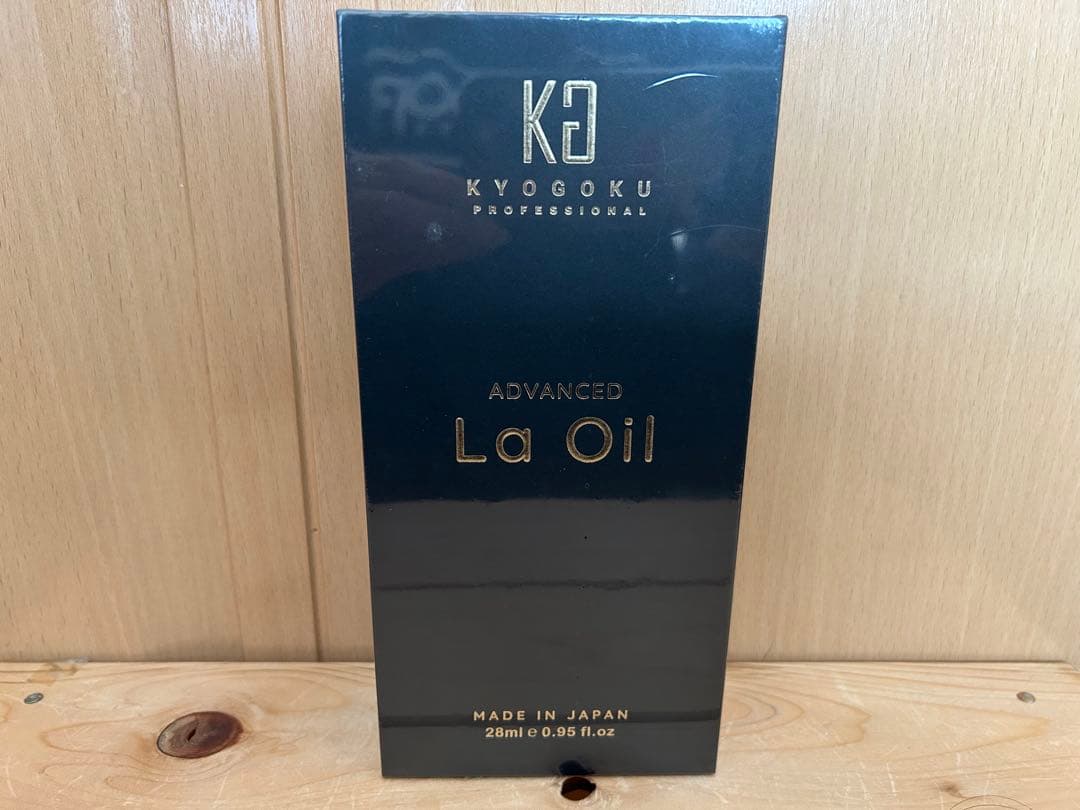 KG
KYOGOKU
PROFESSIONAL
ADVANCED
La Oil
MADE IN JAPAN
28ml e 0.95 fl.oz